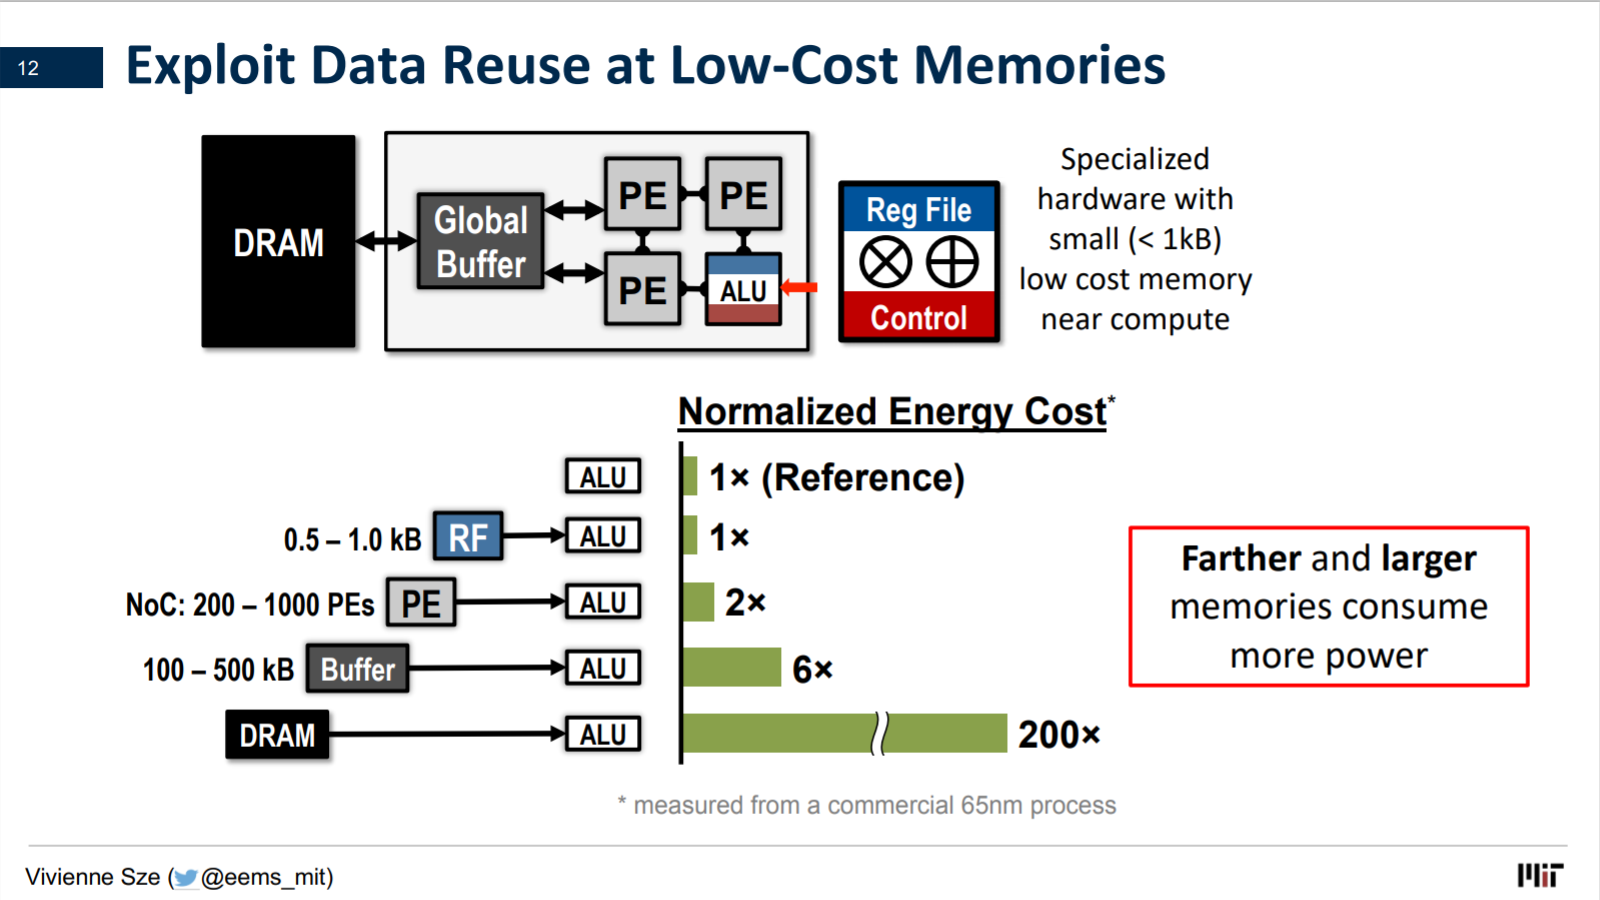 12
Exploit Data Reuse at Low-Cost Memories
DRAM
Global
Buffer
PE
PE
PE
ALU
Reg File
Control
Specialized
hardware with
small (< 1kB)
low cost memory
near compute
Normalized Energy Cost*
ALU
1× (Reference)
0.5 – 1.0 kB
RF
ALU
1×
NoC: 200 – 1000 PEs
PE
ALU
2×
100 – 500 kB
Buffer
ALU
6×
DRAM
ALU
200×
Farther and larger
memories consume
more power
* measured from a commercial 65nm process
Vivienne Sze (@eems_mit)
MIT